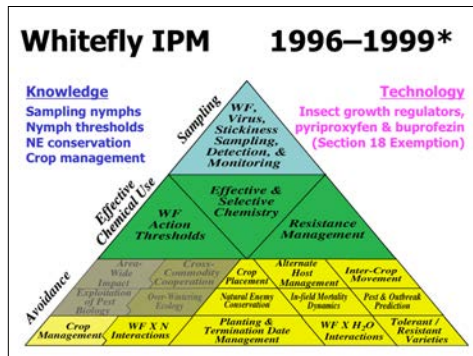 Whitefly IPM 1996–1999*
Knowledge
Sampling nymphs
Nymph thresholds
NE conservation
Crop management
Technology
Insect growth regulators,
pyriproxyfen & buprofezin
(Section 18 Exemption)
Sampling
WF,
Virus,
Stickiness
Sampling,
Detection, &
Monitoring
Effective
Chemical Use
WF
Action
Thresholds
Effective &
Selective
Chemistry
Resistance
Management
Avoidance
Area-
Wide
Impact
Cross-
Commodity
Cooperation
Crop
Placement
Alternate
Host
Management
Inter-Crop
Movement
Exploitation
of Pest
Biology
Over-Wintering
Ecology
Natural Enemy
Conservation
In-field Mortality
Dynamics
Pest & Outbreak
Prediction
Crop
Management
WF X N
Interactions
Planting &
Termination Date
Management
WF X H₂O
Interactions
Tolerant /
Resistant
Varieties